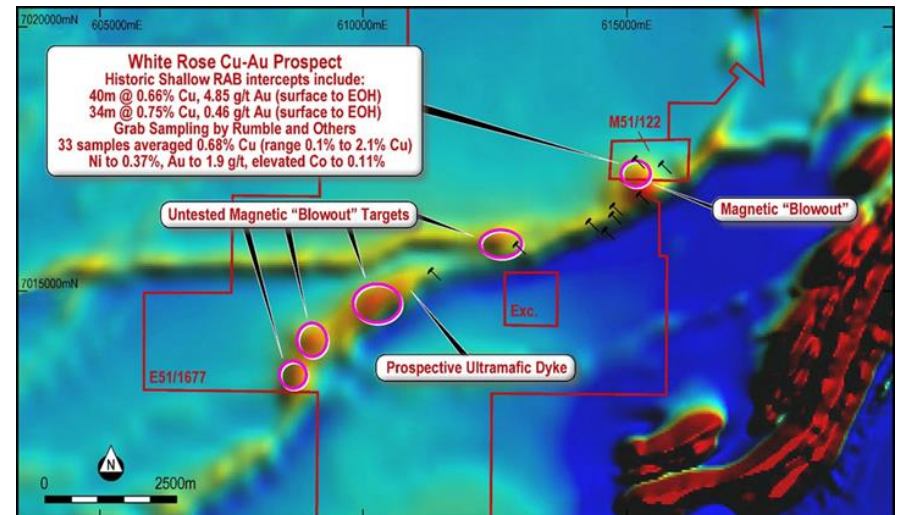 7020000mN
605000mE
610000mE
615000mE
White Rose Cu-Au Prospect
Historic Shallow RAB intercepts include:
40m @ 0.66% Cu, 4.85 g/t Au (surface to EOH)
34m @ 0.75% Cu, 0.46 g/t Au (surface to EOH)
Grab Sampling by Rumble and Others
33 samples averaged 0.68% Cu (range 0.1% to 2.1% Cu)
Ni to 0.37%, Au to 1.9 g/t, elevated Co to 0.11%
M51/122
Untested Magnetic “Blowout” Targets
Magnetic “Blowout”
7015000mN
Exc.
Prospective Ultramafic Dyke
E51/1677
N
0
2500m